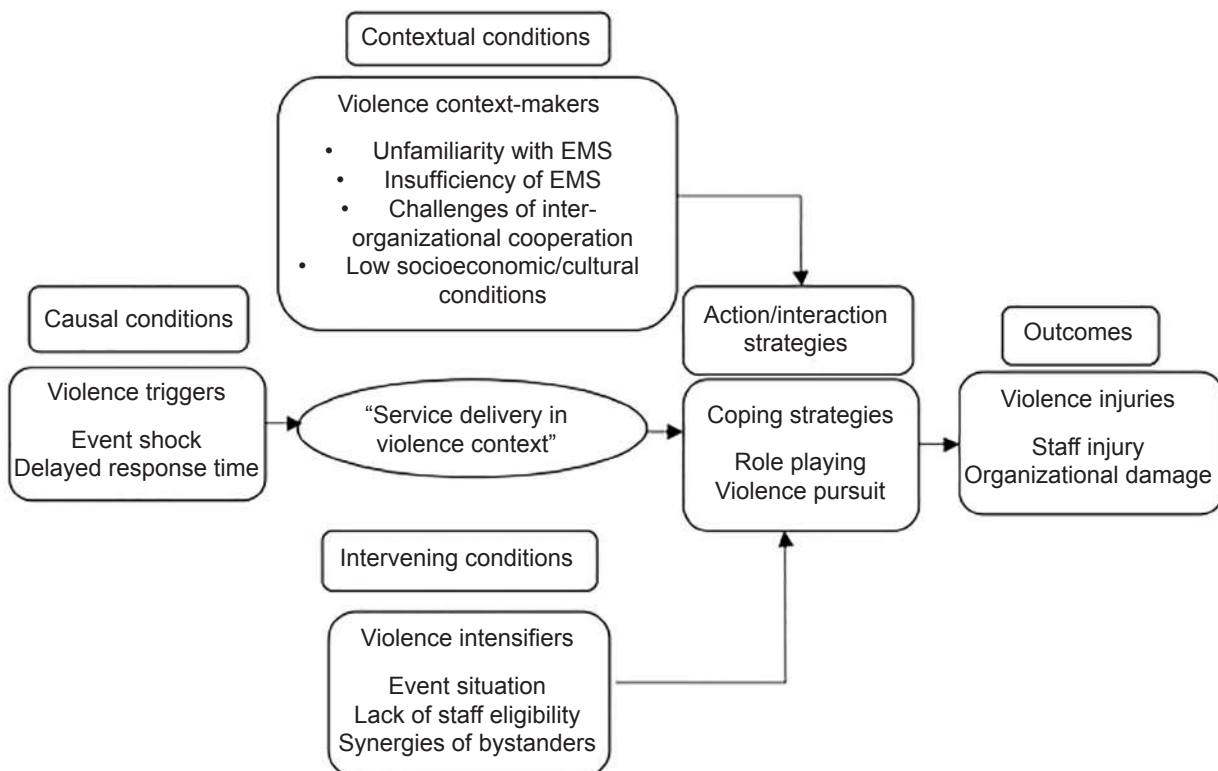 Contextual conditions
Violence context-makers
• Unfamiliarity with EMS
• Insufficiency of EMS
• Challenges of inter-
organizational cooperation
• Low socioeconomic/cultural
conditions
Causal conditions
Violence triggers
Event shock
Delayed response time
“Service delivery in
violence context”
Action/interaction
strategies
Coping strategies
Role playing
Violence pursuit
Outcomes
Violence injuries
Staff injury
Organizational damage
Intervening conditions
Violence intensifiers
Event situation
Lack of staff eligibility
Synergies of bystanders